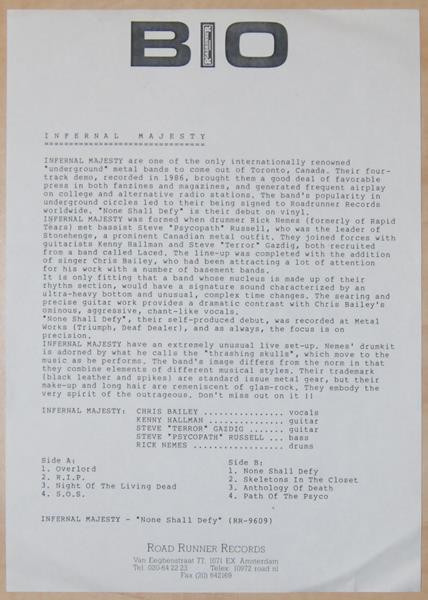 BIO
ROADRUNNER
I N F E R N A L   M A J E S T Y
================================
INFERNAL MAJESTY are one of the only internationally renowned
"underground" metal bands to come out of Toronto, Canada. Their four-
track demo, recorded in 1986, brought them a good deal of favorable
press in both fanzines and magazines, and generated frequent airplay
on college and alternative radio stations. The band's popularity in
underground circles led to their being signed to Roadrunner Records
worldwide. "None Shall Defy" is their debut on vinyl.
INFERNAL MAJESTY was formed when drummer Rick Nemes (formerly of Rapid
Tears) met bassist Steve "Psycopath" Russell, who was the leader of
Stonehenge, a prominent Canadian metal outfit. They joined forces with
guitarists Kenny Hallman and Steve "Terror" Gazdig, both recruited
from a band called Laced. The line-up was completed with the addition
of singer Chris Bailey, who had been attracting a lot of attention
for his work with a number of basement bands.
It is only fitting that a band whose nucleus is made up of their
rhythm section, would have a signature sound characterized by an
ultra-heavy bottom and unusual, complex time changes. The searing and
precise guitar work provides a dramatic contrast with Chris Bailey's
ominous, aggressive, chant-like vocals.
"None Shall Defy", their self-produced debut, was recorded at Metal
Works (Triumph, Deaf Dealer), and as always, the focus is on
precision.
INFERNAL MAJESTY have an extremely unusual live set-up. Nemes' drumkit
is adorned by what he calls the "thrashing skulls", which move to the
music as he performs. The band's image differs from the norm in that
they combine elements of different musical styles. Their trademark
(black leather and spikes) are standard issue metal gear, but their
make-up and long hair are reminiscent of glam-rock. They embody the
very spirit of the outrageous. Don't miss out on it !!
INFERNAL MAJESTY: CHRIS BAILEY ............... vocals
KENNY HALLMAN .............. guitar
STEVE "TERROR" GAIDIG ...... guitar
STEVE "PSYCOPATH" RUSSELL ... bass
RICK NEMES ................. drums
Side A:
1. Overlord
2. R.I.P.
3. Night Of The Living Dead
4. S.O.S.
Side B:
1. None Shall Defy
2. Skeletons In The Closet
3. Anthology Of Death
4. Path Of The Psyco
INFERNAL MAJESTY - "None Shall Defy" (RR-9609)
ROAD RUNNER RECORDS
Van Eeghenstraat 77, 1071 EX Amsterdam
Tel. 020-64 22 23 Telex 10972 road nl
Fax (20) 642169